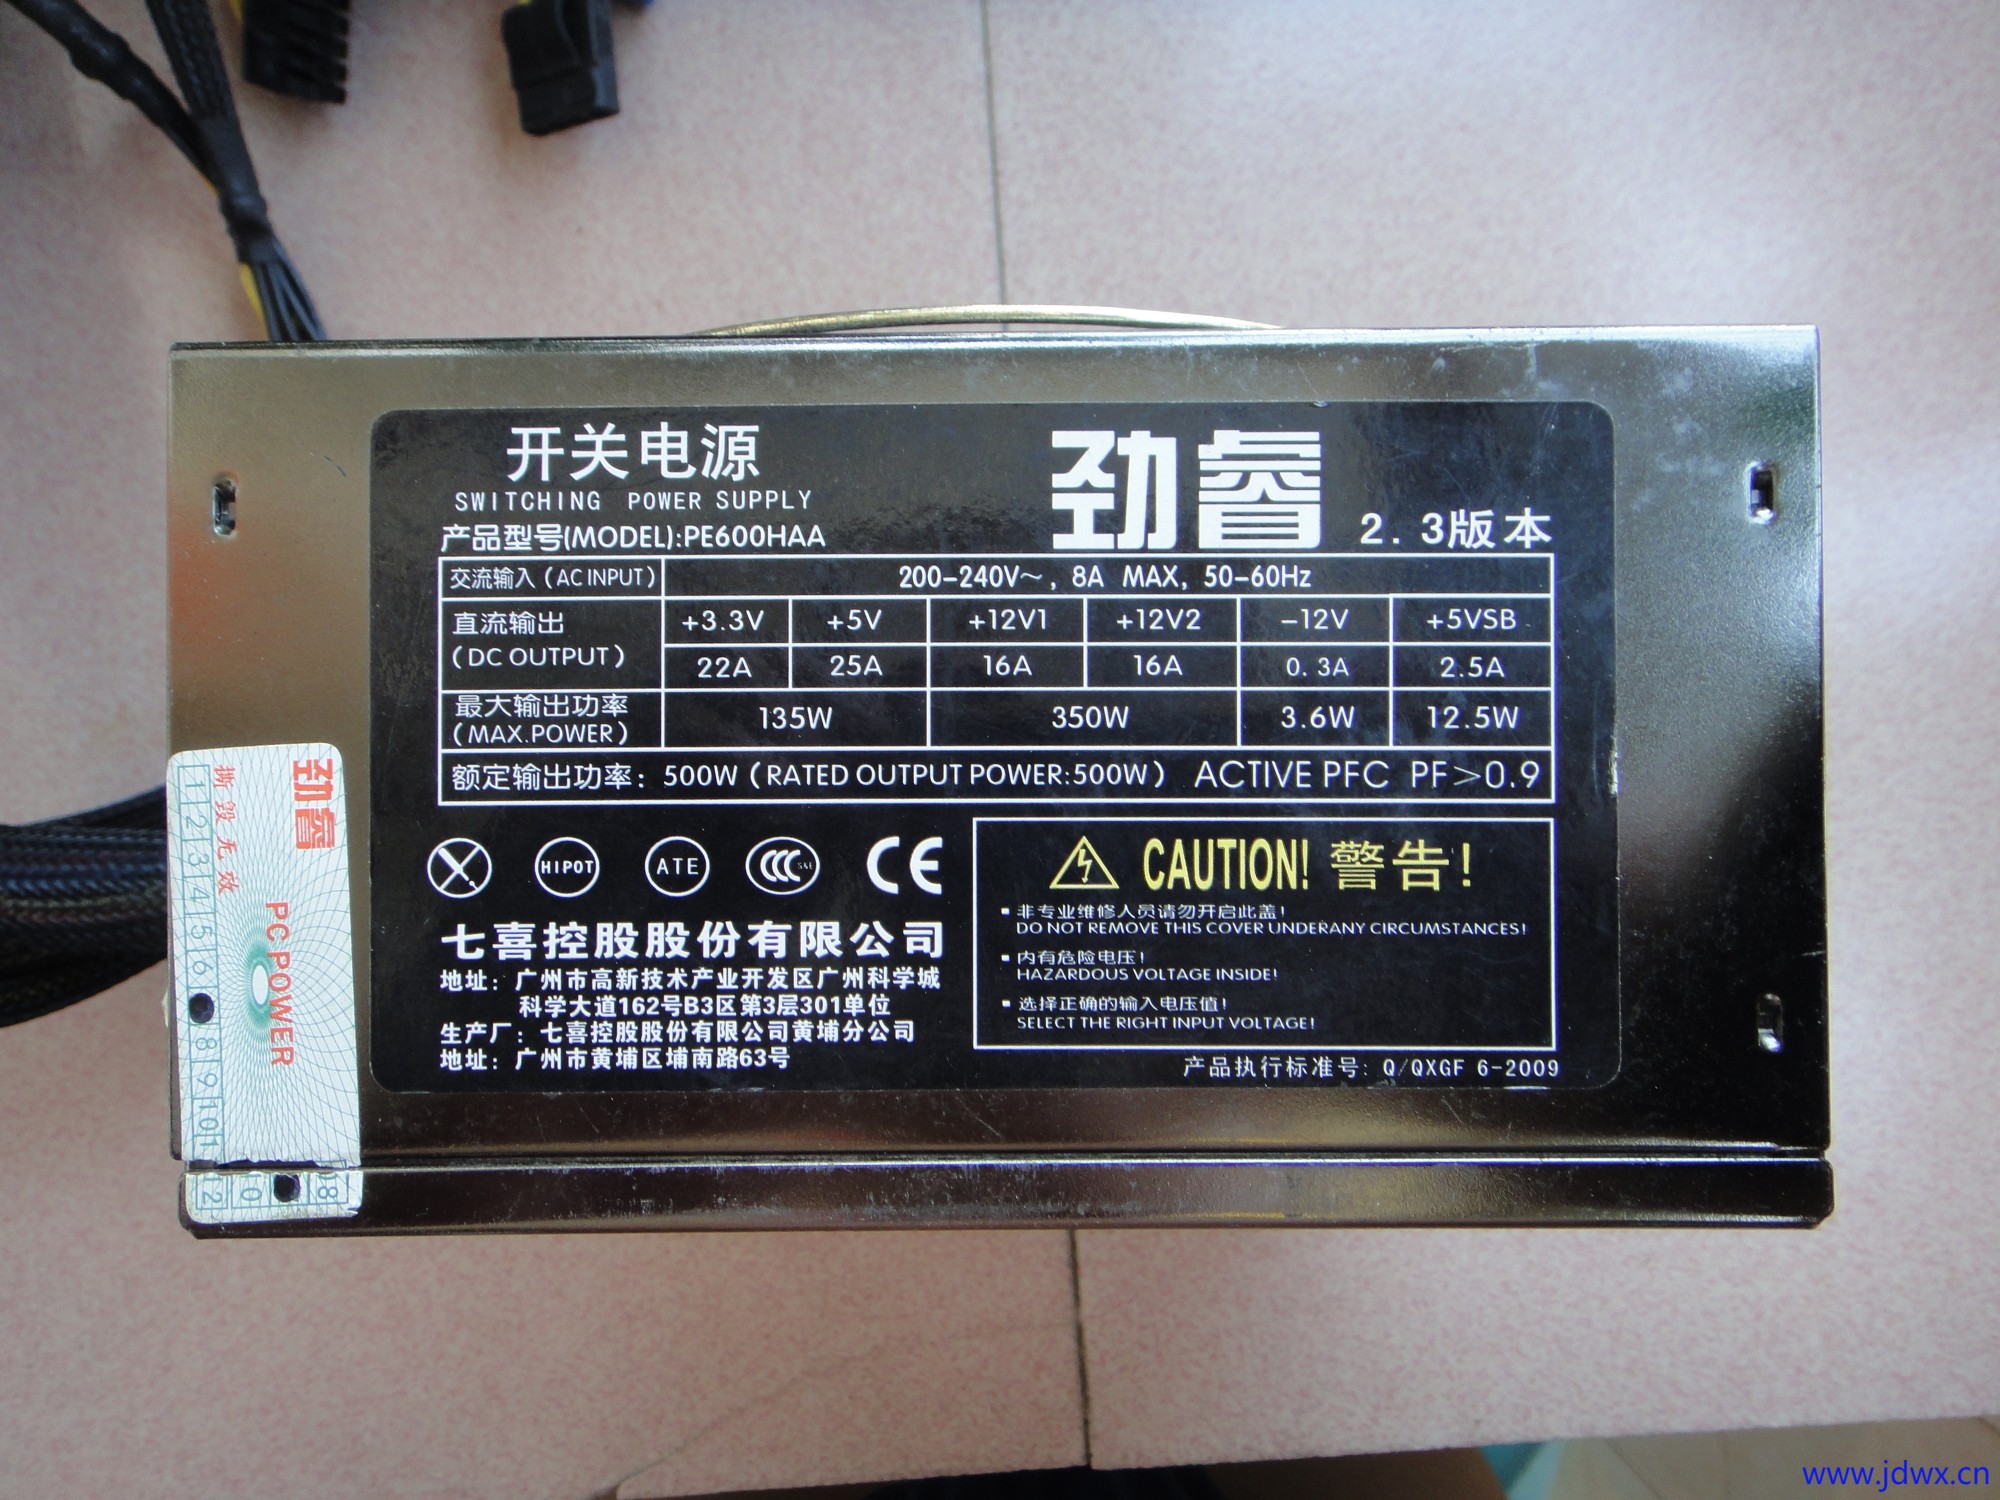 开关电源
SWITCHING POWER SUPPLY
产品型号(MODEL):PE600HAA
劲睿 2.3版本
交流输入(AC INPUT) 200-240V~, 8A MAX, 50-60Hz
直流输出 (DC OUTPUT) +3.3V +5V +12V1 +12V2 -12V +5VSB
22A 25A 16A 16A 0.3A 2.5A
最大输出功率 (MAX.POWER) 135W 350W 3.6W 12.5W
额定输出功率: 500W (RATED OUTPUT POWER:500W) ACTIVE PFC PF>0.9
HIPOT ATE CCC S&E CE
七喜控股股份有限公司
地址: 广州市高新技术产业开发区广州科学城
科学大道162号B3区第3层301单位
生产厂: 七喜控股股份有限公司黄埔分公司
地址: 广州市黄埔区埔南路63号
CAUTION! 警告!
▪ 非专业维修人员请勿开启此盖!
DO NOT REMOVE THIS COVER UNDERANY CIRCUMSTANCES!
▪ 内有危险电压!
HAZARDOUS VOLTAGE INSIDE!
▪ 选择正确的输入电压值!
SELECT THE RIGHT INPUT VOLTAGE!
产品执行标准号: Q/QXGF 6-2009
劲睿
PC POWER
撕毁无效
1 2 3 4 5 6 8 9 10 1
12 0 08
www.jdwx.cn